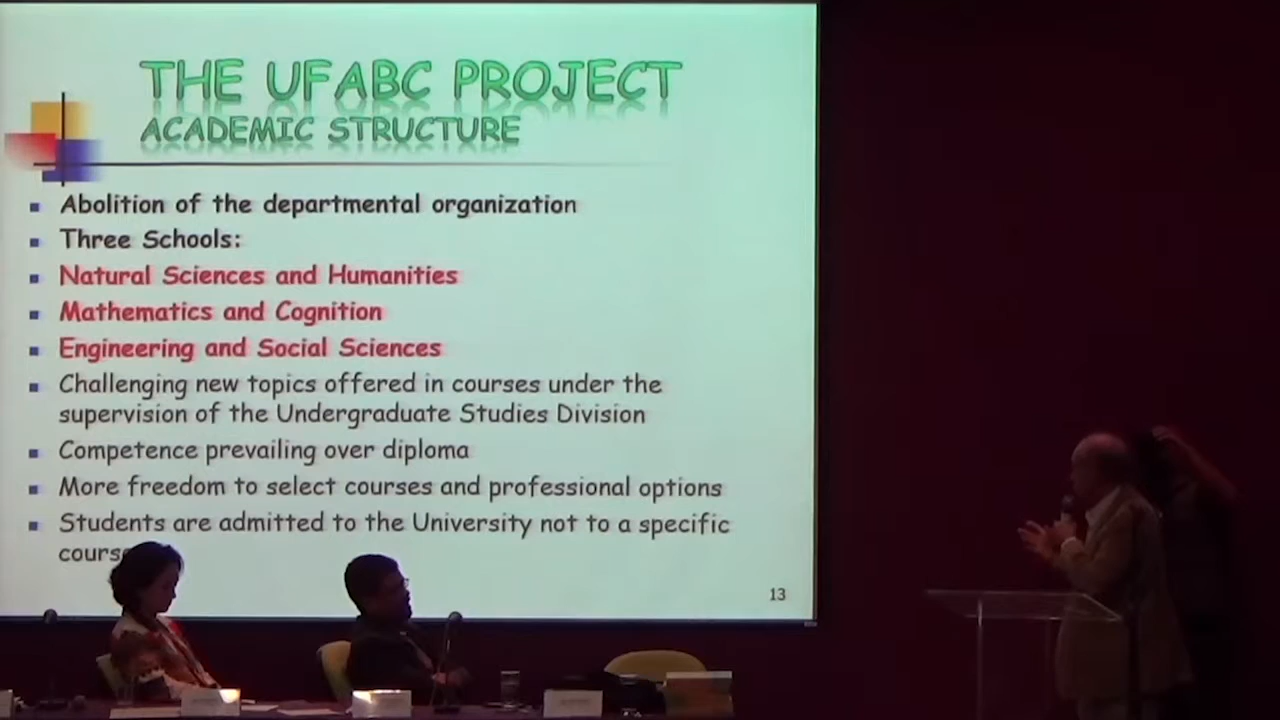 THE UFABC PROJECT
ACADEMIC STRUCTURE
Abolition of the departmental organization
Three Schools:
Natural Sciences and Humanities
Mathematics and Cognition
Engineering and Social Sciences
Challenging new topics offered in courses under the
supervision of the Undergraduate Studies Division
Competence prevailing over diploma
More freedom to select courses and professional options
Students are admitted to the University not to a specific
course
13